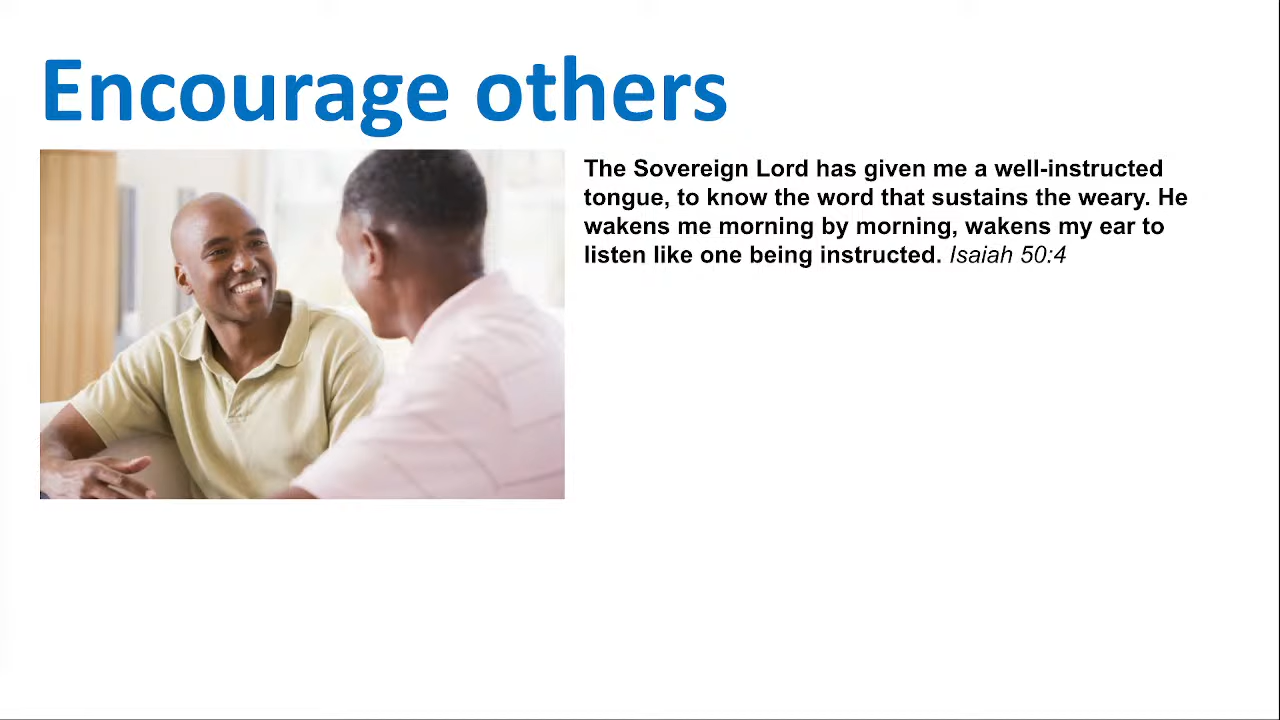 Encourage others
The Sovereign Lord has given me a well-instructed
tongue, to know the word that sustains the weary. He
wakens me morning by morning, wakens my ear to
listen like one being instructed. Isaiah 50:4